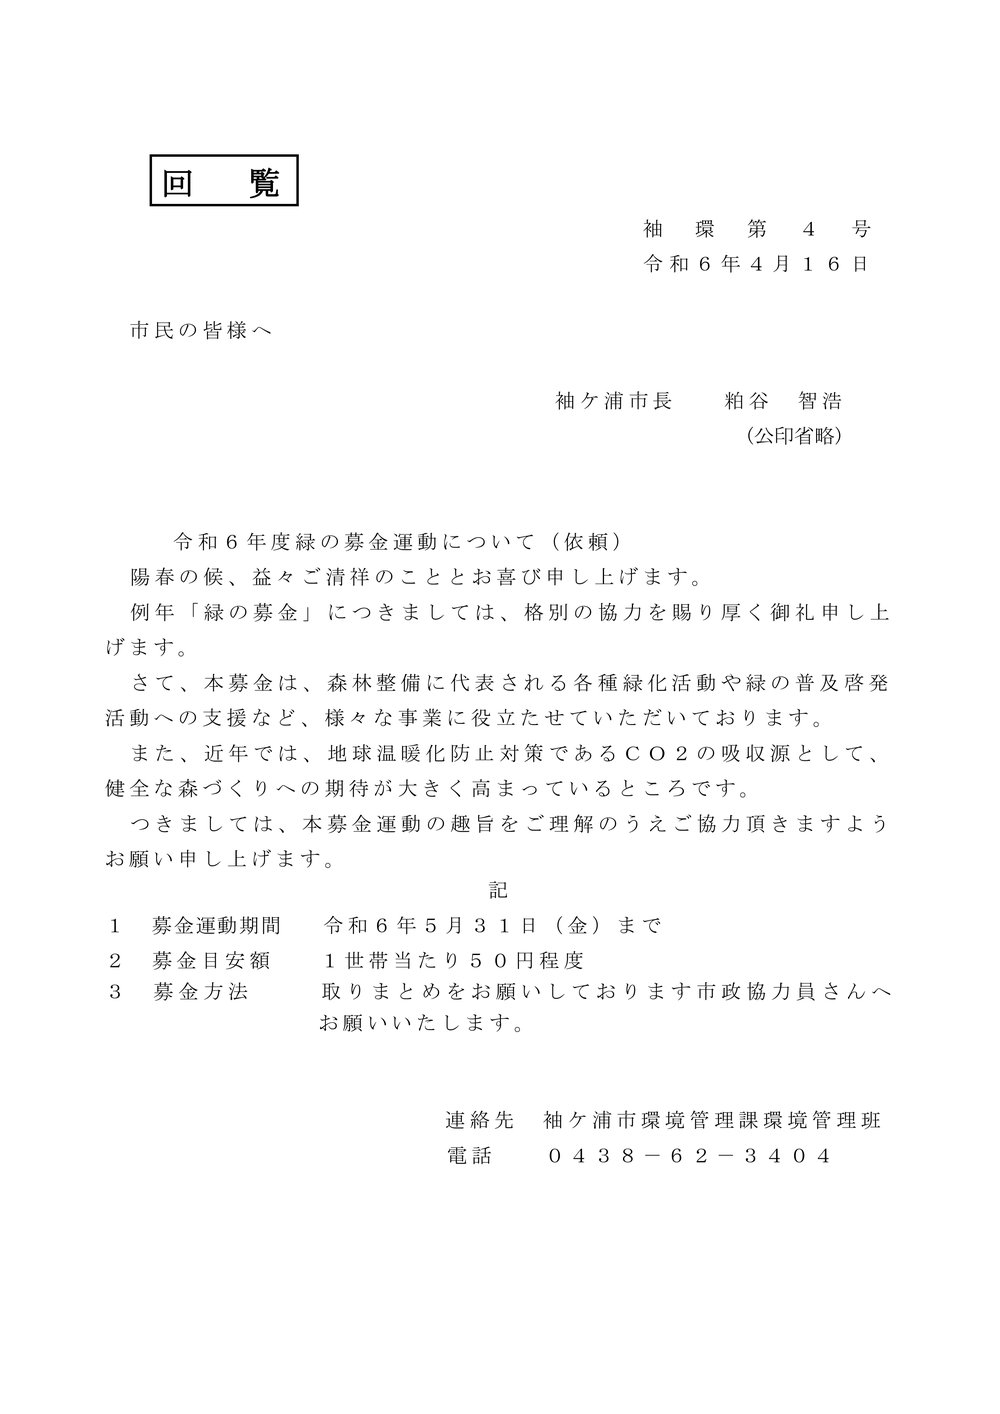 回　覧
袖環第４号
令和６年４月１６日
市民の皆様へ
袖ケ浦市長　粕谷　智浩
（公印省略）
令和６年度緑の募金運動について（依頼）
陽春の候、益々ご清祥のこととお喜び申し上げます。
例年「緑の募金」につきましては、格別の協力を賜り厚く御礼申し上
げます。
さて、本募金は、森林整備に代表される各種緑化活動や緑の普及啓発
活動への支援など、様々な事業に役立たせていただいております。
また、近年では、地球温暖化防止対策であるＣＯ２の吸収源として、
健全な森づくりへの期待が大きく高まっているところです。
つきましては、本募金運動の趣旨をご理解のうえご協力頂きますよう
お願い申し上げます。
記
１　募金運動期間　令和６年５月３１日（金）まで
２　募金目安額　１世帯当たり５０円程度
３　募金方法　取りまとめをお願いしております市政協力員さんへ
お願いいたします。
連絡先　袖ケ浦市環境管理課環境管理班
電話　０４３８－６２－３４０４